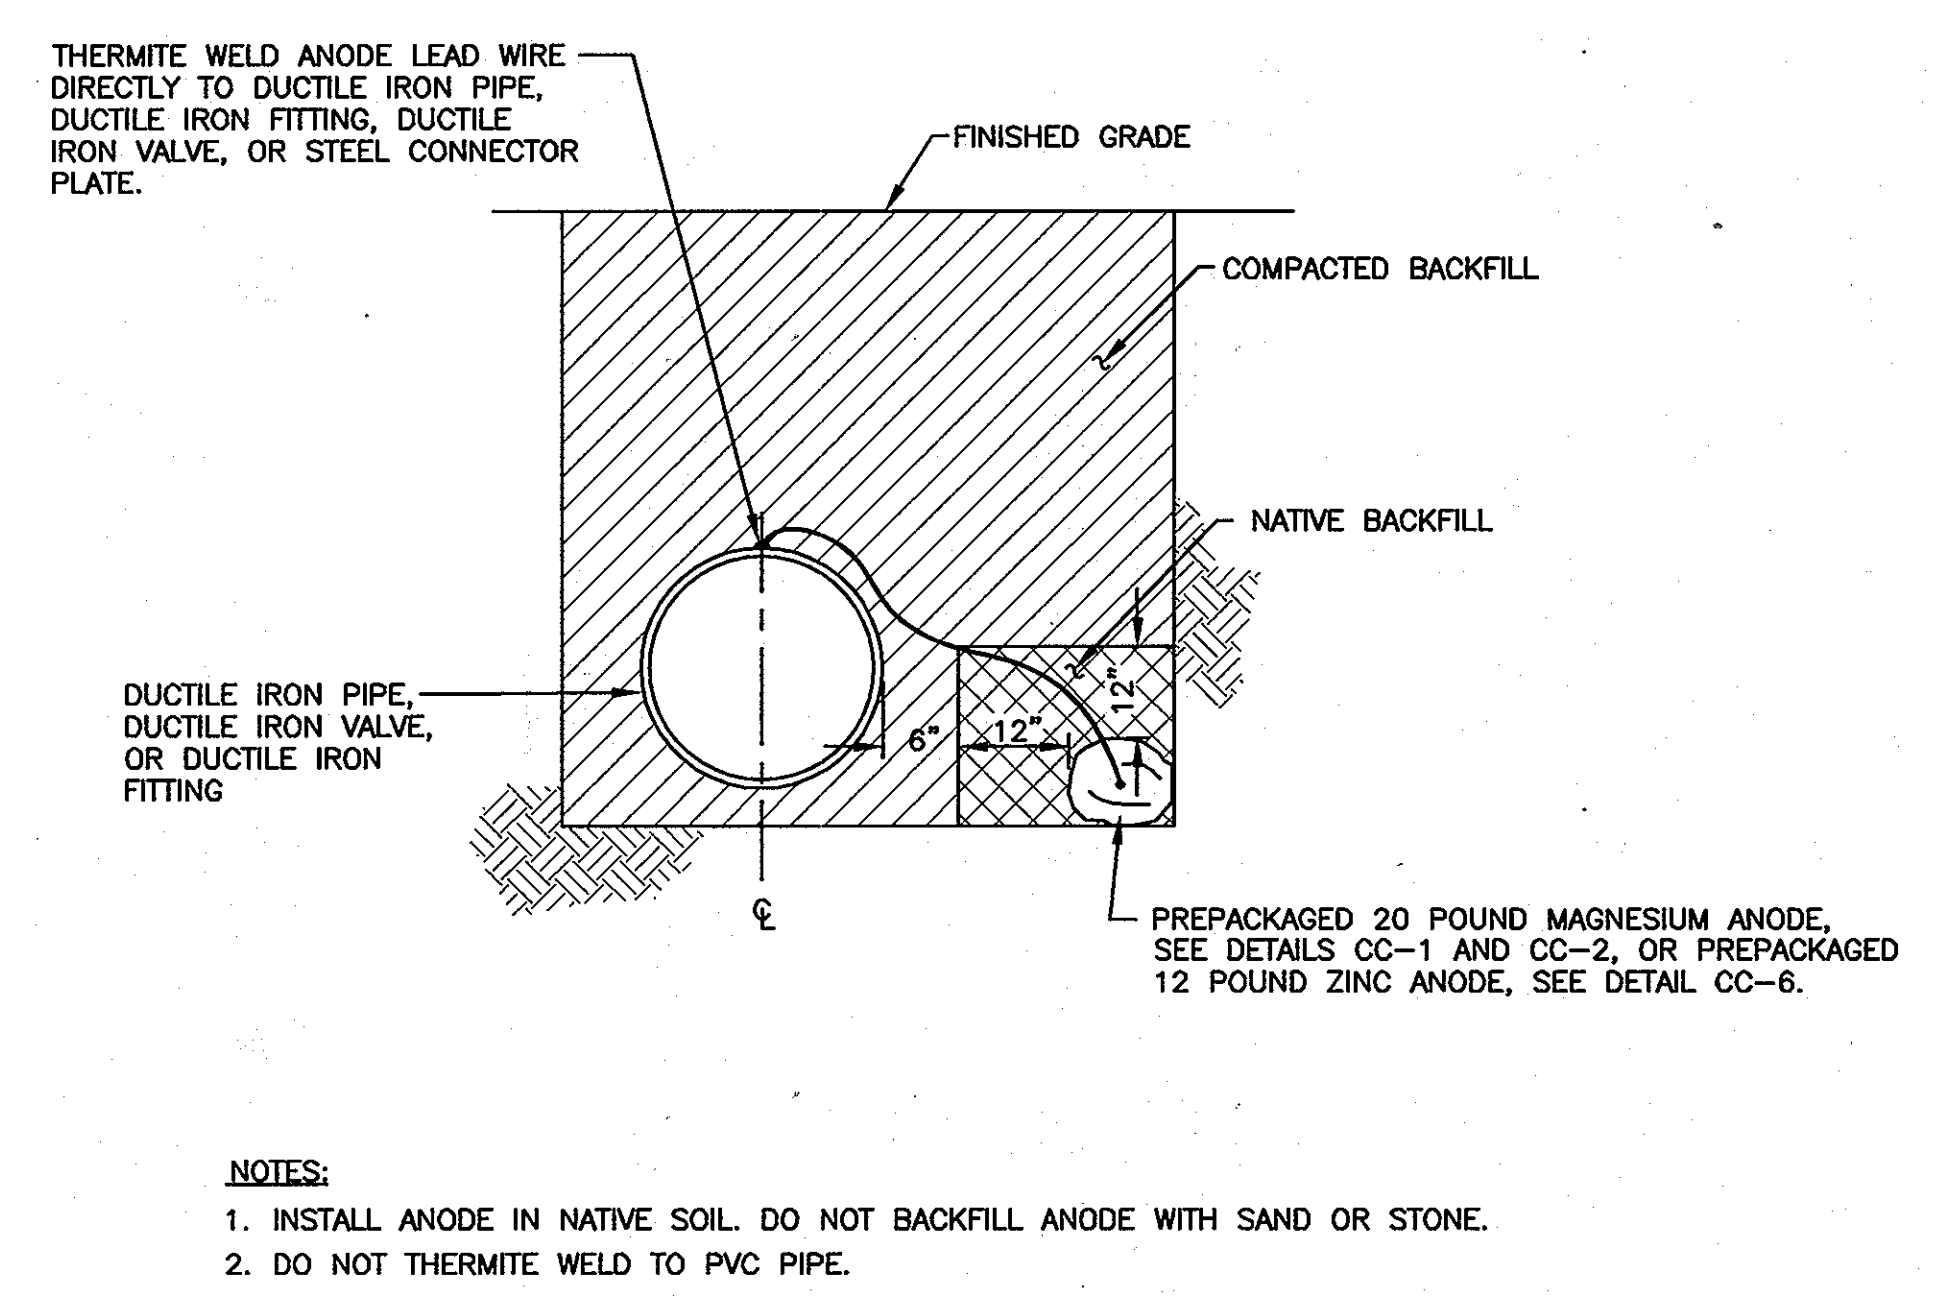 THERMITE WELD ANODE LEAD WIRE
DIRECTLY TO DUCTILE IRON PIPE,
DUCTILE IRON FITTING, DUCTILE
IRON VALVE, OR STEEL CONNECTOR
PLATE.
FINISHED GRADE
COMPACTED BACKFILL
NATIVE BACKFILL
DUCTILE IRON PIPE,
DUCTILE IRON VALVE,
OR DUCTILE IRON
FITTING
6"
12"
12"
℄
PREPACKAGED 20 POUND MAGNESIUM ANODE,
SEE DETAILS CC-1 AND CC-2, OR PREPACKAGED
12 POUND ZINC ANODE, SEE DETAIL CC-6.
NOTES:
1. INSTALL ANODE IN NATIVE SOIL. DO NOT BACKFILL ANODE WITH SAND OR STONE.
2. DO NOT THERMITE WELD TO PVC PIPE.